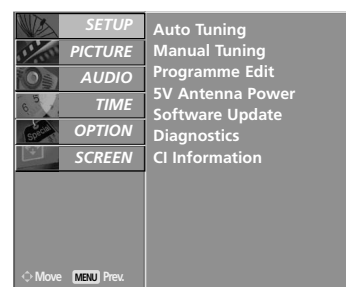 SETUP
PICTURE
AUDIO
TIME
OPTION
SCREEN
Auto Tuning
Manual Tuning
Programme Edit
5V Antenna Power
Software Update
Diagnostics
CI Information
Move MENU Prev.